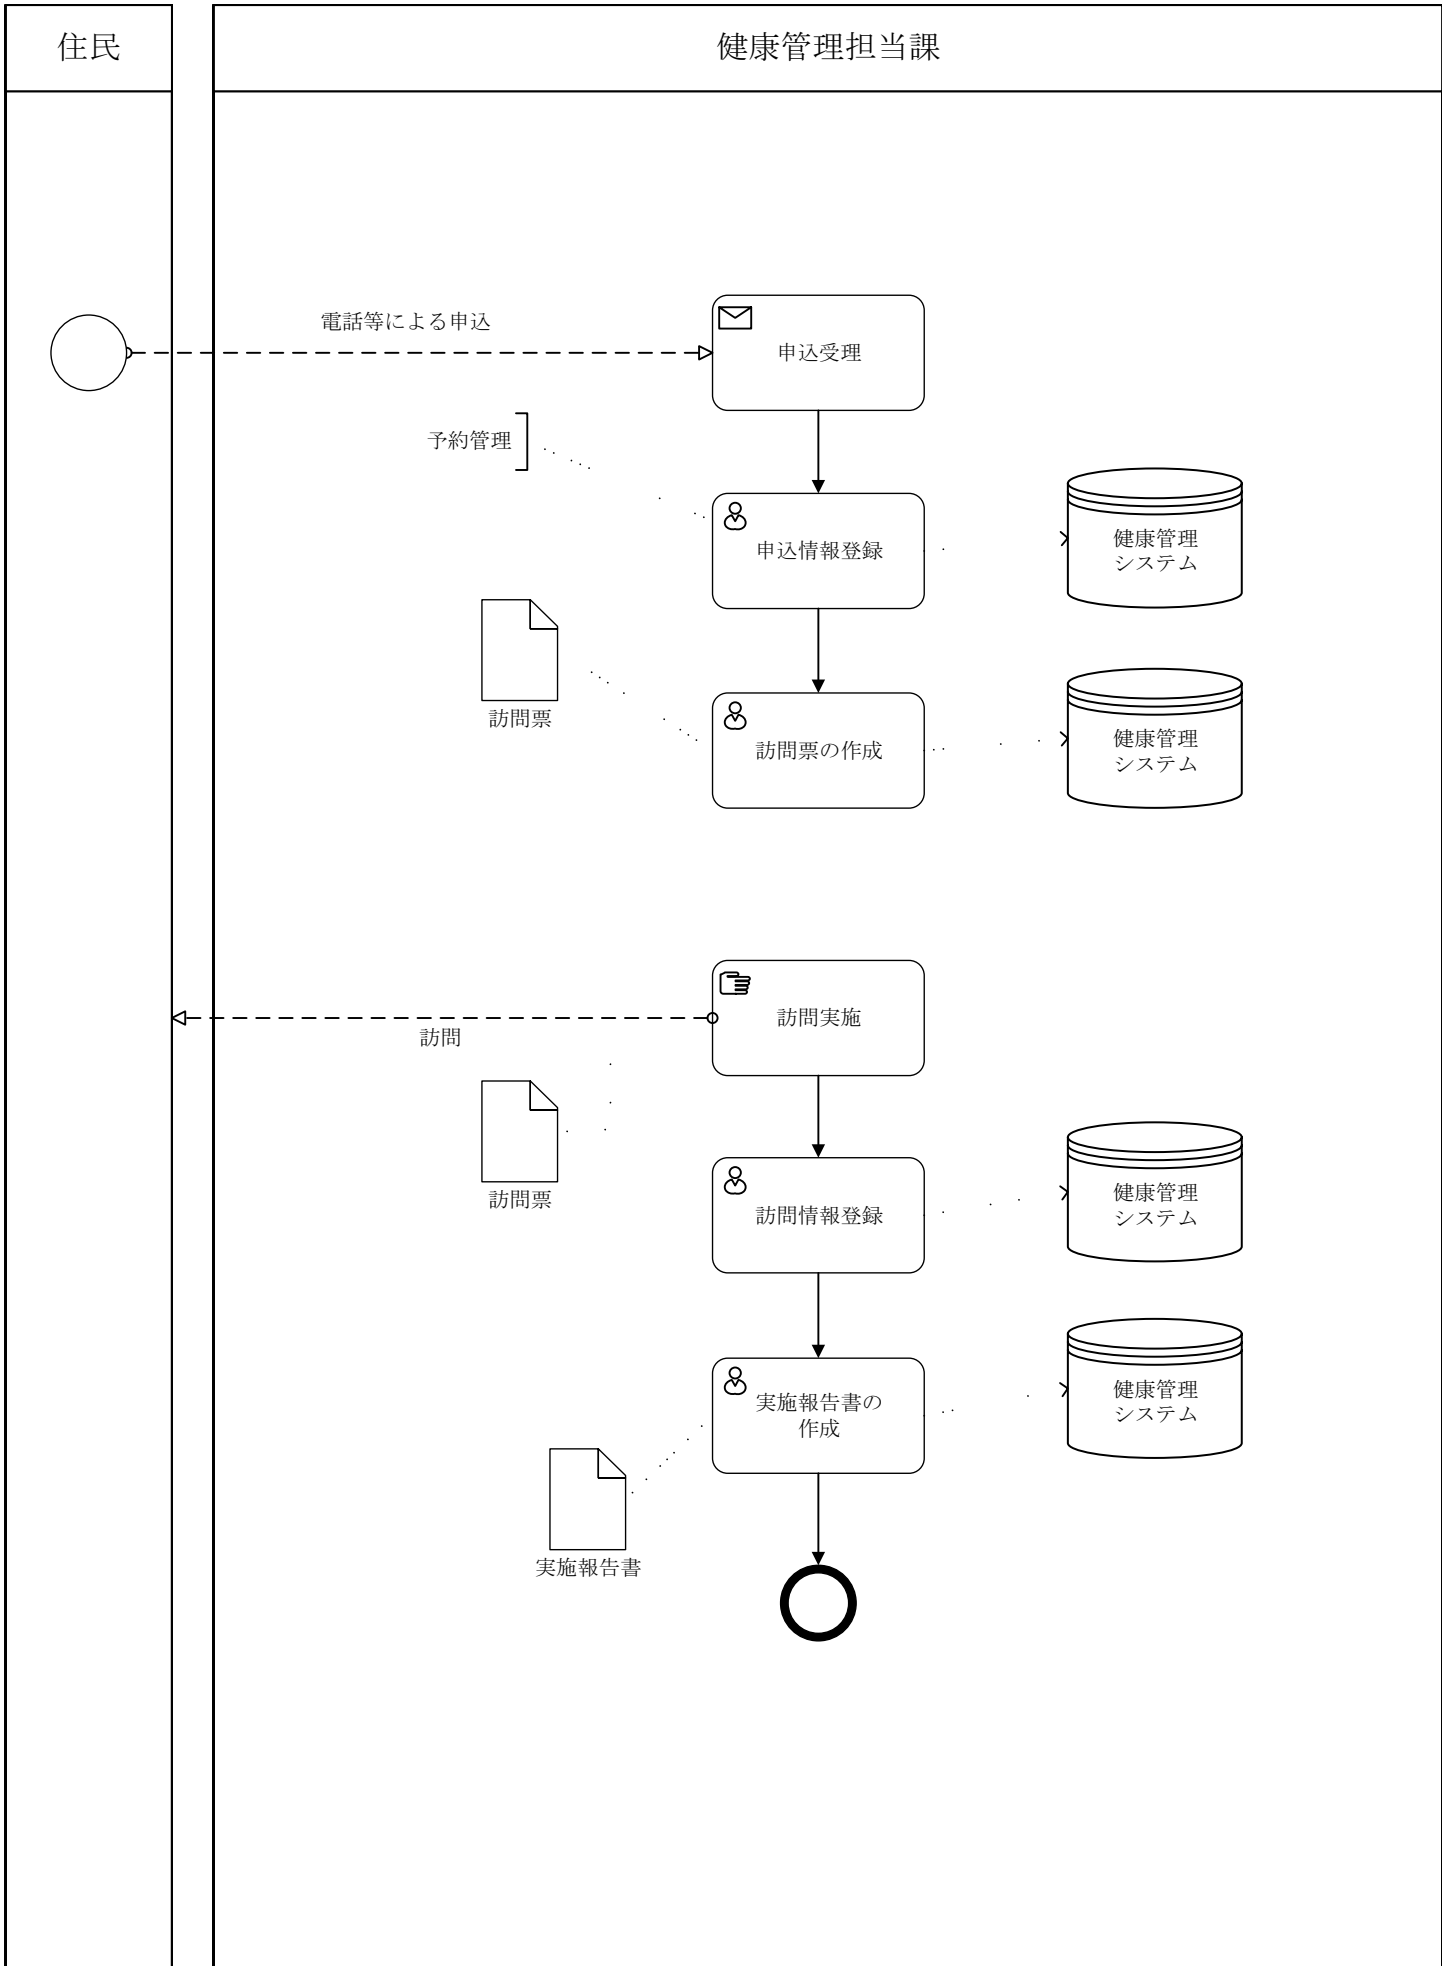 住民
健康管理担当課
電話等による申込
申込受理
予約管理
申込情報登録
健康管理
システム
訪問票
訪問票の作成
健康管理
システム
訪問実施
訪問
訪問票
訪問情報登録
健康管理
システム
実施報告書の
作成
健康管理
システム
実施報告書